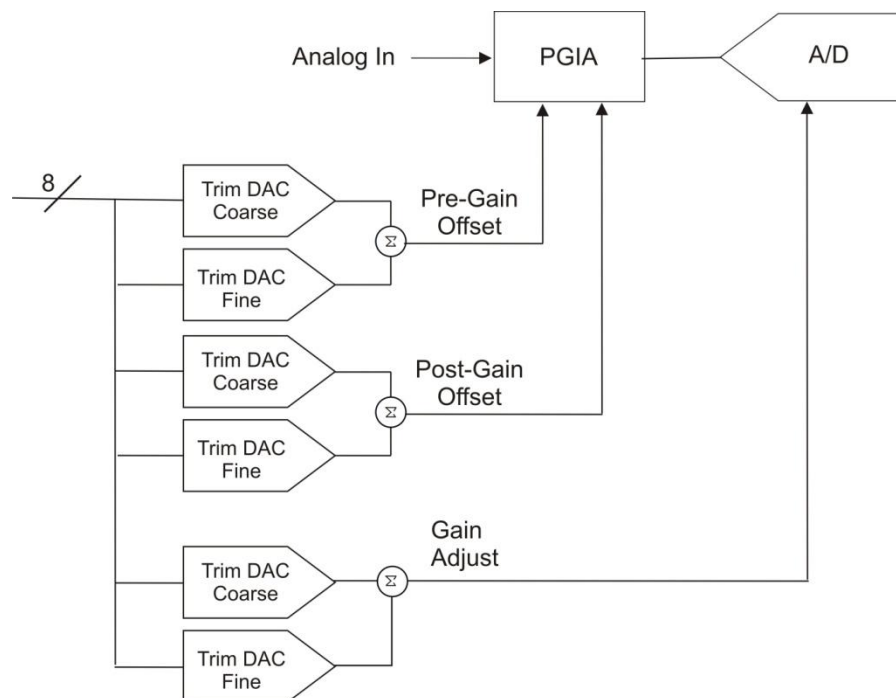 Analog In
PGIA
A/D
8
Trim DAC
Coarse
Σ
Pre-Gain
Offset
Trim DAC
Fine
Trim DAC
Coarse
Σ
Post-Gain
Offset
Trim DAC
Fine
Gain
Adjust
Trim DAC
Coarse
Σ
Trim DAC
Fine